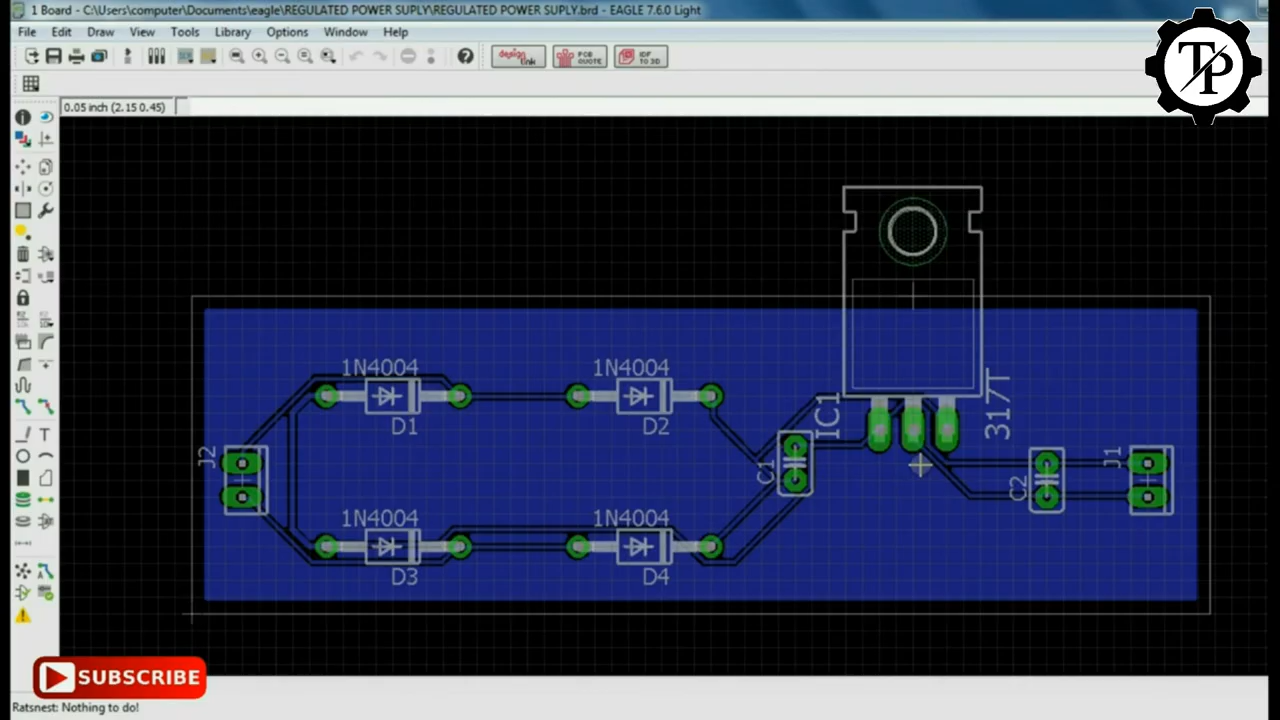 1 Board - C:\Users\computer\Documents\eagle\REGULATED POWER SUPLY\REGULATED POWER SUPLY.brd - EAGLE 7.6.0 Light
File Edit Draw View Tools Library Options Window Help
design link
PCB QUOTE
IDF TO 3D
TP
0.05 inch (2.15 0.45)
1N4004
1N4004
D1
D2
IC1
317T
J2
C1
C2
J1
1N4004
1N4004
D3
D4
SUBSCRIBE
Ratsnest: Nothing to do!